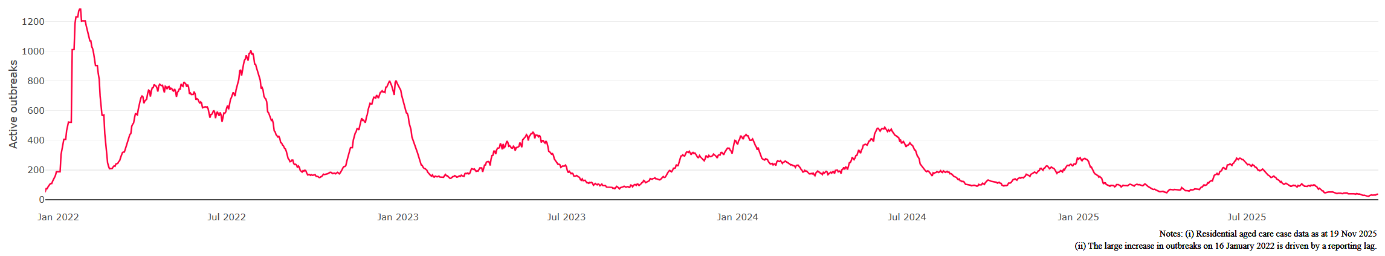 Active outbreaks
1200
1000
800
600
400
200
0
Jan 2022 Jul 2022 Jan 2023 Jul 2023 Jan 2024 Jul 2024 Jan 2025 Jul 2025
Notes: (i) Residential aged care case data as at 19 Nov 2025
(ii) The large increase in outbreaks on 16 January 2022 is driven by a reporting lag.